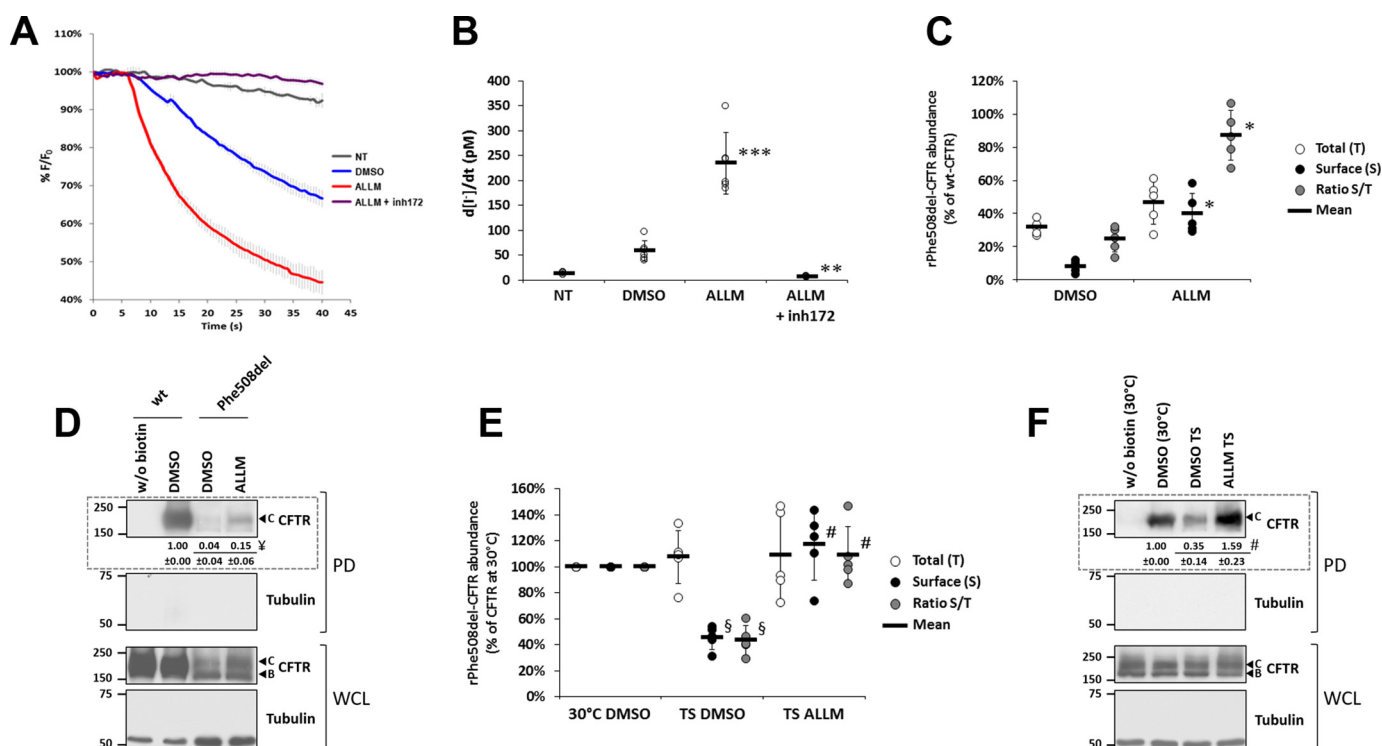 A
110%
100%
90%
80%
70%
60%
50%
40%
% F/F₀
0 5 10 15 20 25 30 35 40 45
Time (s)
NT
DMSO
ALLM
ALLM + inh172
B
400
350
300
250
200
150
100
50
0
d[I⁻]/dt (pM)
***
**
NT DMSO ALLM ALLM
+ inh172
C
120%
100%
80%
60%
40%
20%
0%
rPhe508del-CFTR abundance
(% of wt-CFTR)
*
*
DMSO ALLM
Total (T)
Surface (S)
Ratio S/T
Mean
D
wt Phe508del
w/o biotin DMSO DMSO ALLM
250
150
C CFTR
1.00 0.04 0.15 ¥
±0.00 ±0.04 ±0.06
75
50
Tubulin
PD
250
150
C
B
CFTR
75
50
Tubulin
WCL
E
160%
140%
120%
100%
80%
60%
40%
20%
0%
rPhe508del-CFTR abundance
(% of CFTR at 30°C)
§ § # #
30°C DMSO TS DMSO TS ALLM
Total (T)
Surface (S)
Ratio S/T
Mean
F
w/o biotin (30°C) DMSO (30°C) DMSO TS ALLM TS
250
150
C CFTR
1.00 0.35 1.59 #
±0.00 ±0.14 ±0.23
75
50
Tubulin
PD
250
150
C
B
CFTR
75
50
Tubulin
WCL